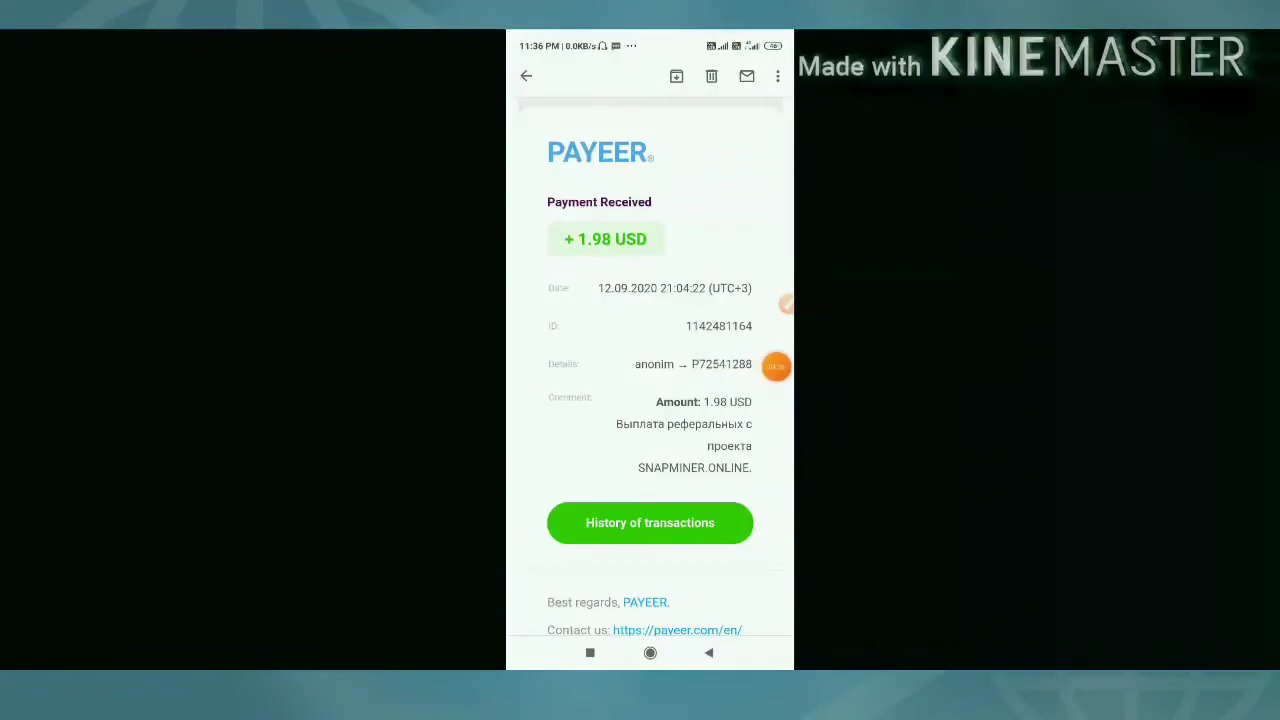 11:36 PM | 0.0KB/s
46
Made with KINEMASTER
PAYEER®
Payment Received
+ 1.98 USD
Date: 12.09.2020 21:04:22 (UTC+3)
ID: 1142481164
Details: anonim → P72541288
Comment: Amount: 1.98 USD
Выплата реферальных с
проекта
SNAPMINER.ONLINE.
History of transactions
Best regards, PAYEER.
Contact us: https://payeer.com/en/